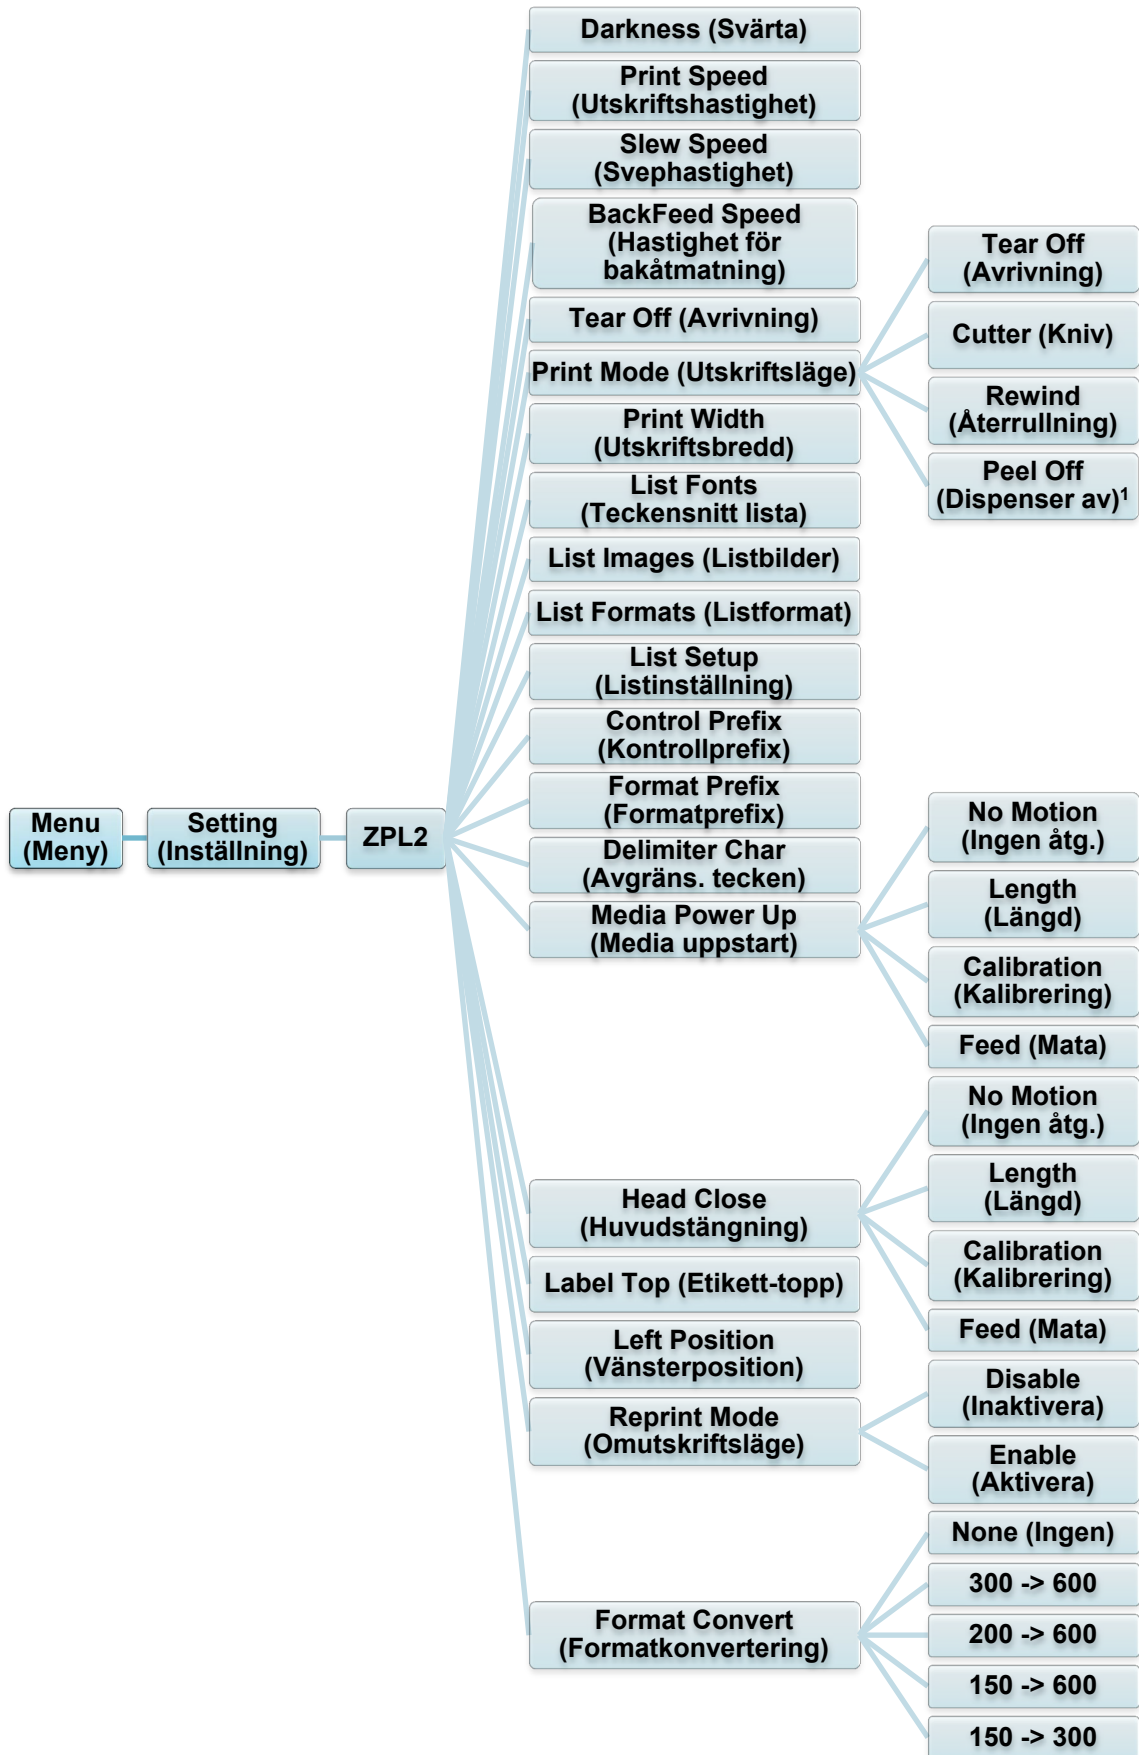 Menu
(Meny)
Setting
(Inställning)
ZPL2
Darkness (Svärta)
Print Speed
(Utskriftshastighet)
Slew Speed
(Svephastighet)
BackFeed Speed
(Hastighet för
bakåtmatning)
Tear Off (Avrivning)
Print Mode (Utskriftsläge)
Tear Off
(Avrivning)
Cutter (Kniv)
Rewind
(Återrullning)
Peel Off
(Dispenser av)¹
Print Width
(Utskriftsbredd)
List Fonts
(Teckensnitt lista)
List Images (Listbilder)
List Formats (Listformat)
List Setup
(Listinställning)
Control Prefix
(Kontrollprefix)
Format Prefix
(Formatprefix)
Delimiter Char
(Avgräns. tecken)
Media Power Up
(Media uppstart)
No Motion
(Ingen åtg.)
Length
(Längd)
Calibration
(Kalibrering)
Feed (Mata)
Head Close
(Huvudstängning)
No Motion
(Ingen åtg.)
Length
(Längd)
Calibration
(Kalibrering)
Feed (Mata)
Label Top (Etikett-topp)
Left Position
(Vänsterposition)
Reprint Mode
(Omutskriftsläge)
Disable
(Inaktivera)
Enable
(Aktivera)
Format Convert
(Formatkonvertering)
None (Ingen)
300 -> 600
200 -> 600
150 -> 600
150 -> 300